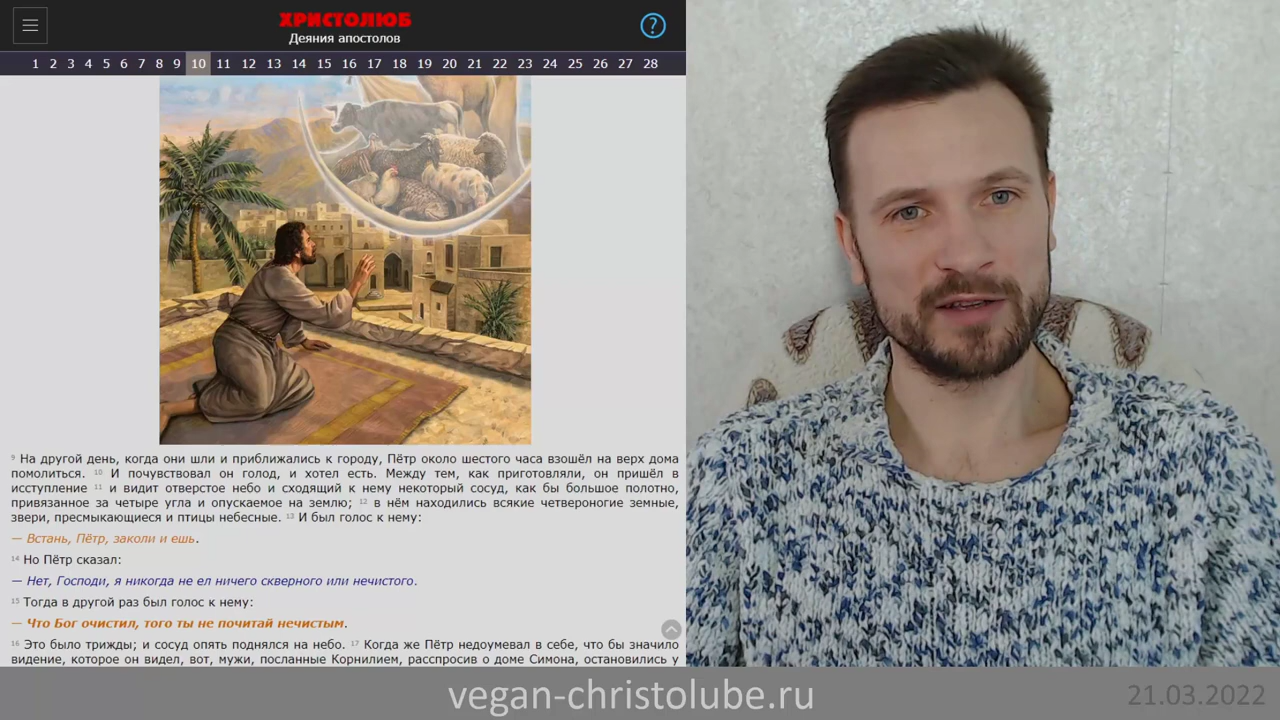 ХРИСТОЛЮБ
Деяния апостолов
?
1 2 3 4 5 6 7 8 9 10 11 12 13 14 15 16 17 18 19 20 21 22 23 24 25 26 27 28
9 На другой день, когда они шли и приближались к городу, Пётр около шестого часа взошёл на верх дома
помолиться. 10 И почувствовал он голод, и хотел есть. Между тем, как приготовляли, он пришёл в
исступление 11 и видит отверстое небо и сходящий к нему некоторый сосуд, как бы большое полотно,
привязанное за четыре угла и опускаемое на землю; 12 в нём находились всякие четвероногие земные,
звери, пресмыкающиеся и птицы небесные. 13 И был голос к нему:
— Встань, Пётр, заколи и ешь.
14 Но Пётр сказал:
— Нет, Господи, я никогда не ел ничего скверного или нечистого.
15 Тогда в другой раз был голос к нему:
— Что Бог очистил, того ты не почитай нечистым.
16 Это было трижды; и сосуд опять поднялся на небо. 17 Когда же Пётр недоумевал в себе, что бы значило
видение, которое он видел, вот, мужи, посланные Корнилием, расспросив о доме Симона, остановились у
vegan-christolube.ru
21.03.2022